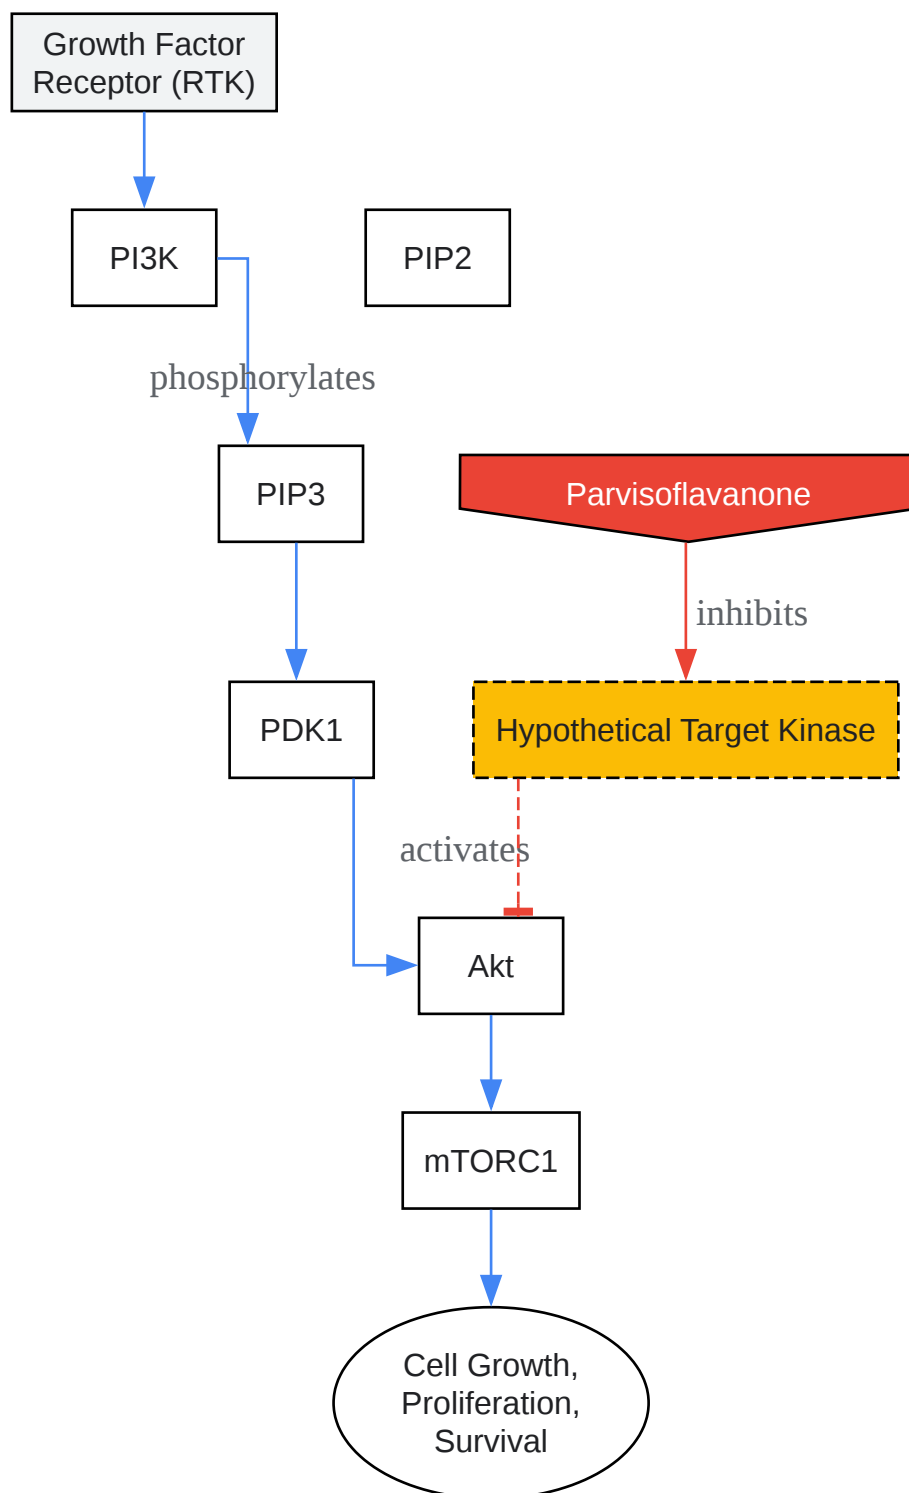 Growth Factor
Receptor (RTK)
PI3K
PIP2
phosphorylates
PIP3
Parvisoflavanone
inhibits
PDK1
Hypothetical Target Kinase
activates
Akt
mTORC1
Cell Growth,
Proliferation,
Survival